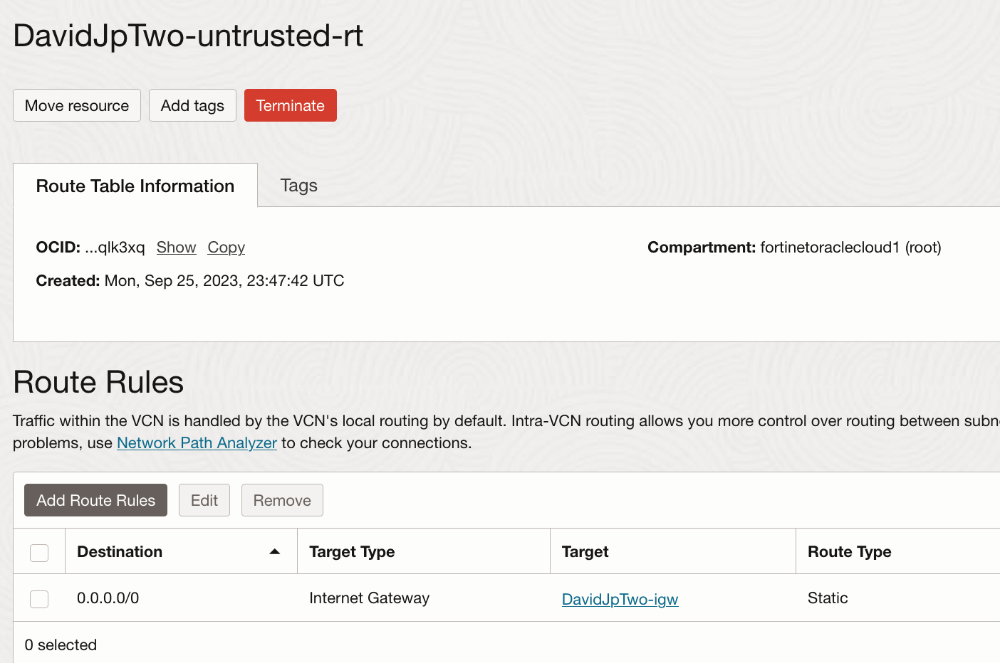 DavidJpTwo-untrusted-rt
Move resource Add tags Terminate
Route Table Information Tags
OCID: ...qlk3xq Show Copy Compartment: fortinetoraclecloud1 (root)
Created: Mon, Sep 25, 2023, 23:47:42 UTC
Route Rules
Traffic within the VCN is handled by the VCN's local routing by default. Intra-VCN routing allows you more control over routing between
problems, use Network Path Analyzer to check your connections.
Add Route Rules Edit Remove
Destination Target Type Target Route Type
0.0.0.0/0 Internet Gateway DavidJpTwo-igw Static
0 selected